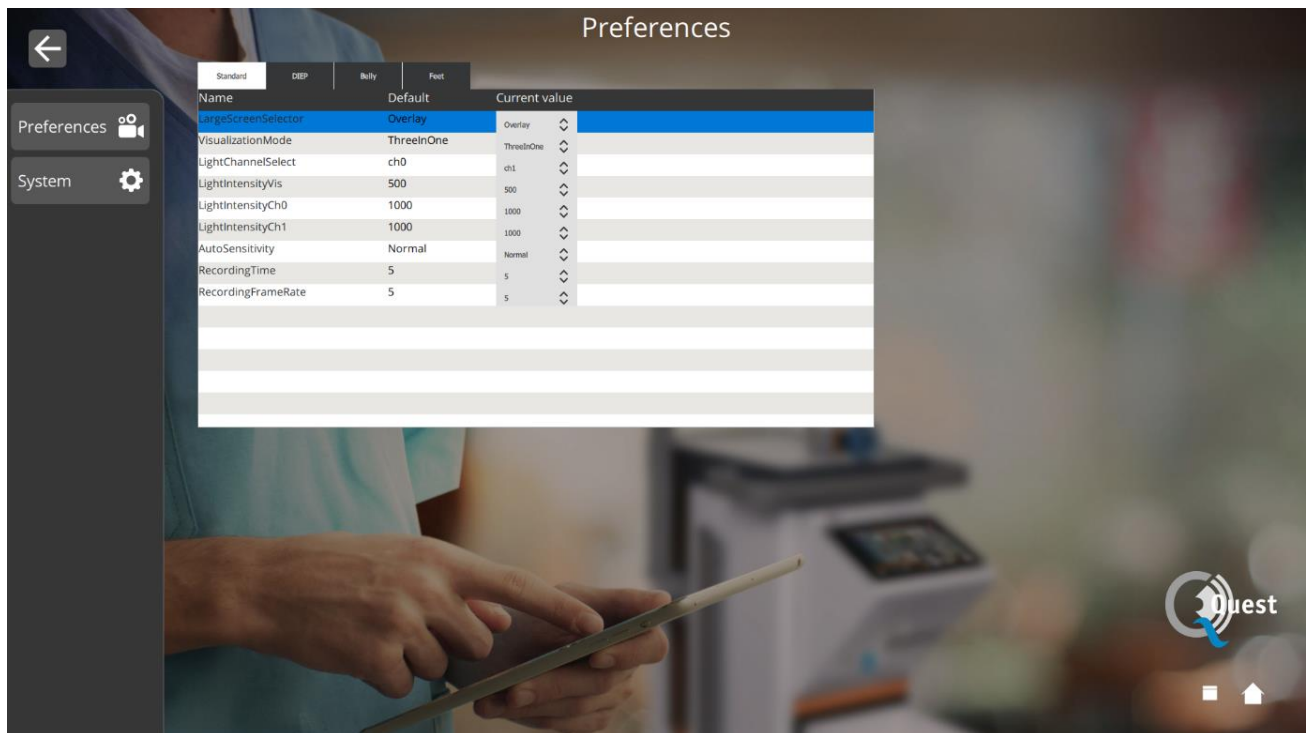 Preferences
Standard DIEP Belly Feet
Name Default Current value
LargeScreenSelector Overlay Overlay
VisualizationMode ThreeInOne ThreeInOne
LightChannelSelect ch0 ch1
LightIntensityVis 500 500
LightIntensityCh0 1000 1000
LightIntensityCh1 1000 1000
AutoSensitivity Normal Normal
RecordingTime 5 5
RecordingFrameRate 5 5
Preferences
System
Quest